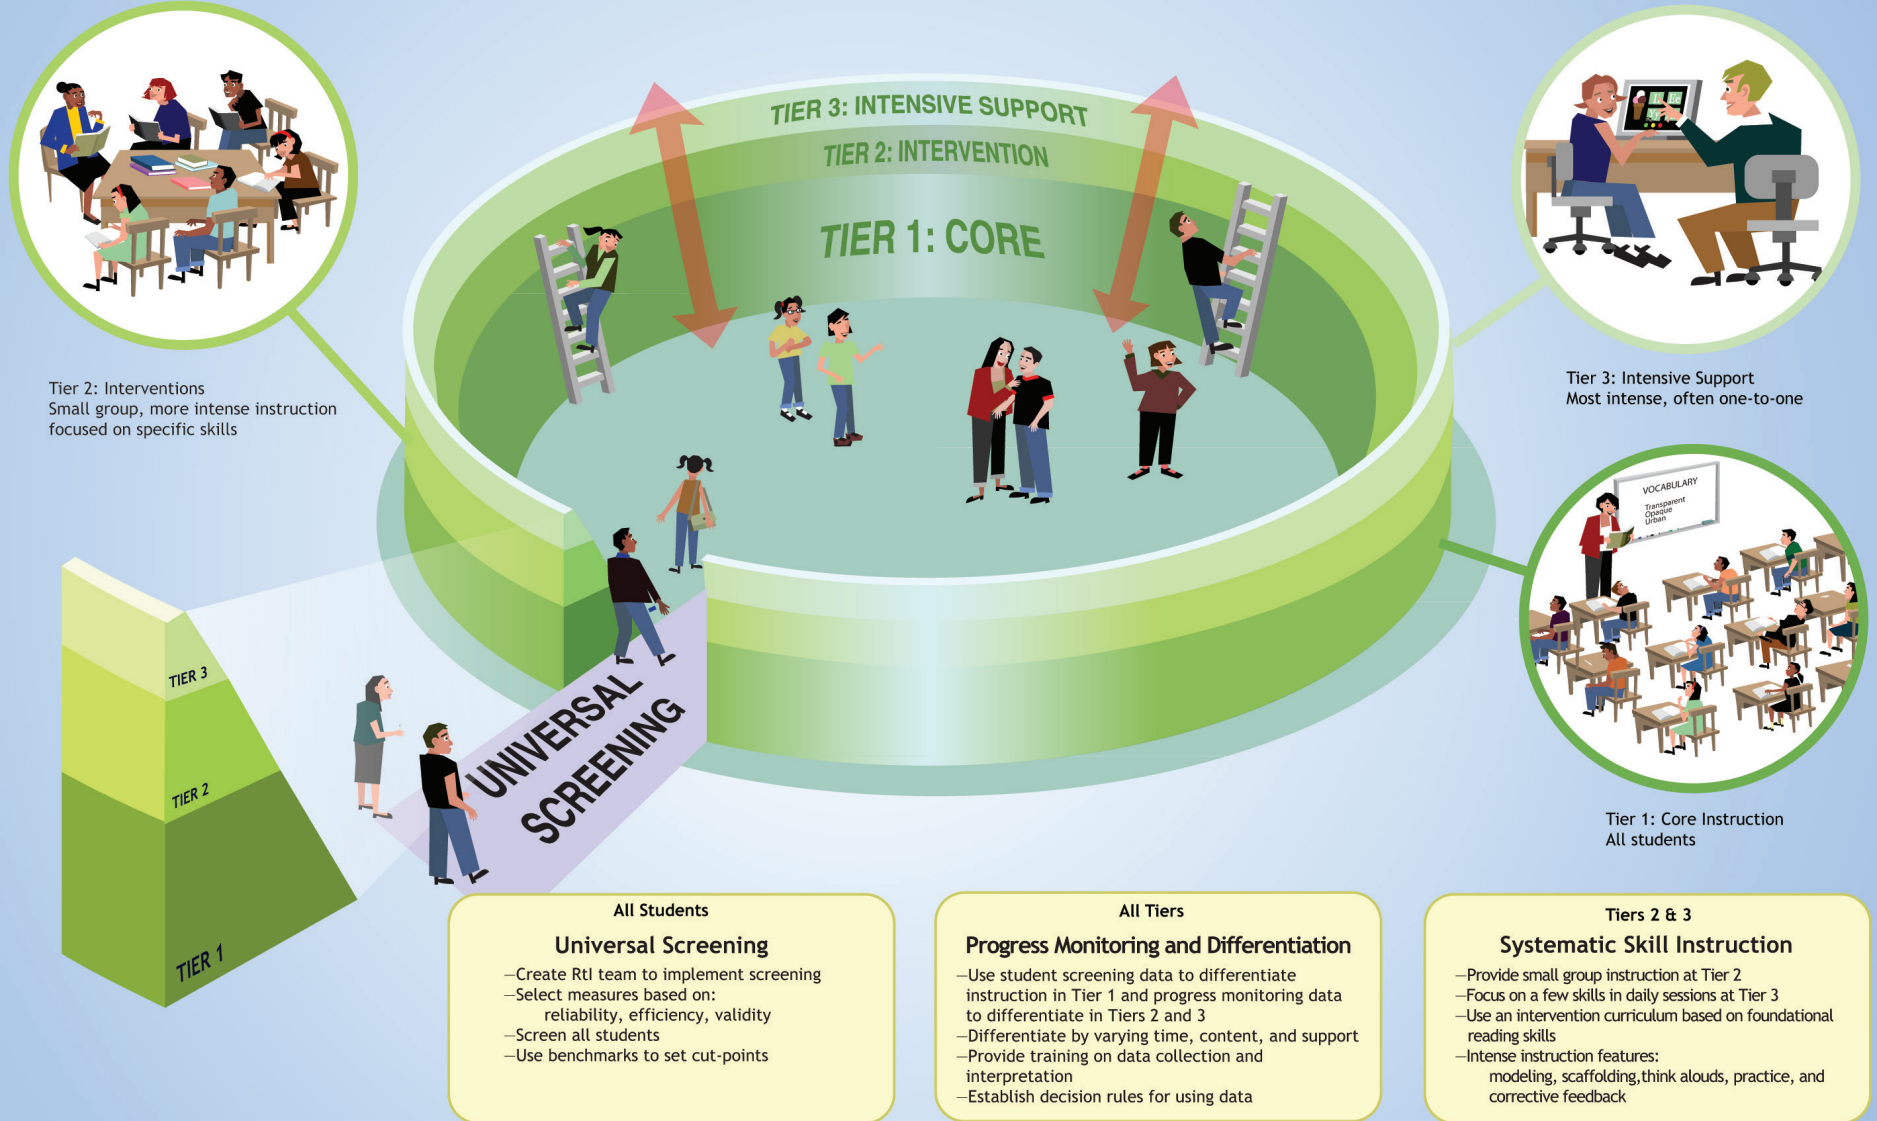 TIER 3: INTENSIVE SUPPORT
TIER 2: INTERVENTION
TIER 1: CORE
Tier 2: Interventions
Small group, more intense instruction
focused on specific skills
Tier 3: Intensive Support
Most intense, often one-to-one
VOCABULARY
Transparent
Opaque
Urban
Tier 1: Core Instruction
All students
TIER 3
TIER 2
TIER 1
UNIVERSAL
SCREENING
All Students
Universal Screening
—Create RtI team to implement screening
—Select measures based on:
reliability, efficiency, validity
—Screen all students
—Use benchmarks to set cut-points
All Tiers
Progress Monitoring and Differentiation
—Use student screening data to differentiate
instruction in Tier 1 and progress monitoring data
to differentiate in Tiers 2 and 3
—Differentiate by varying time, content, and support
—Provide training on data collection and
interpretation
—Establish decision rules for using data
Tiers 2 & 3
Systematic Skill Instruction
—Provide small group instruction at Tier 2
—Focus on a few skills in daily sessions at Tier 3
—Use an intervention curriculum based on foundational
reading skills
—Intense instruction features:
modeling, scaffolding,think alouds, practice, and
corrective feedback